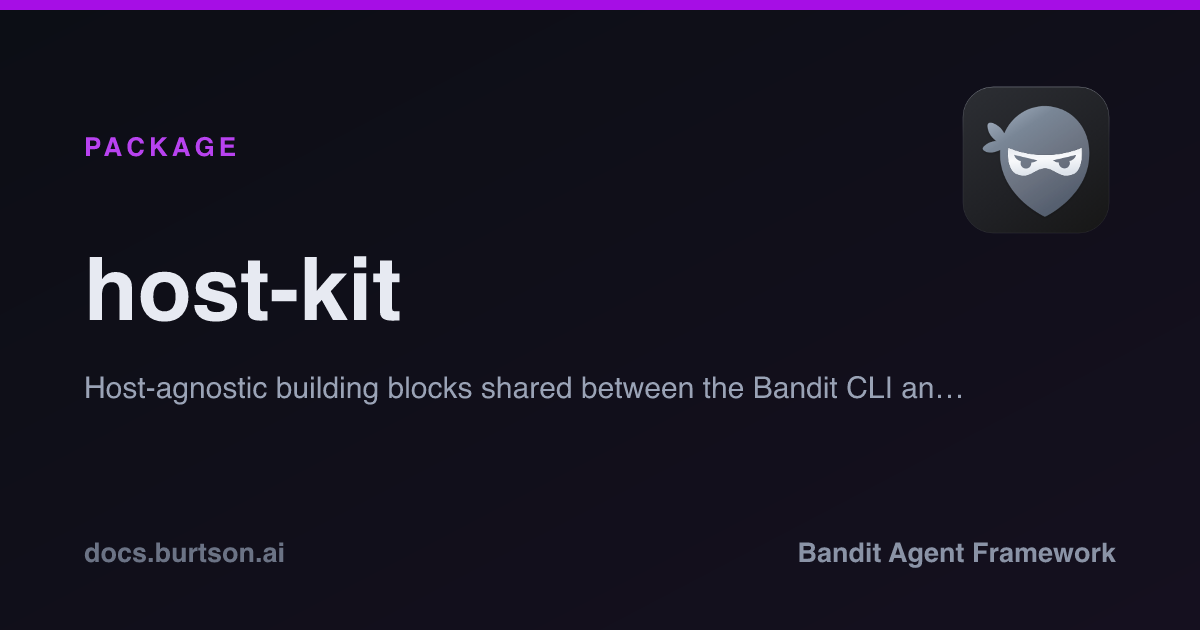 PACKAGE
host-kit
Host-agnostic building blocks shared between the Bandit CLI an…
docs.burtson.ai
Bandit Agent Framework